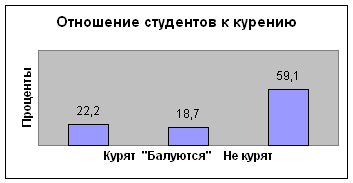 Отношение студентов к курению
Проценты
22,2
18,7
59,1
Курят "Балуются" Не курят